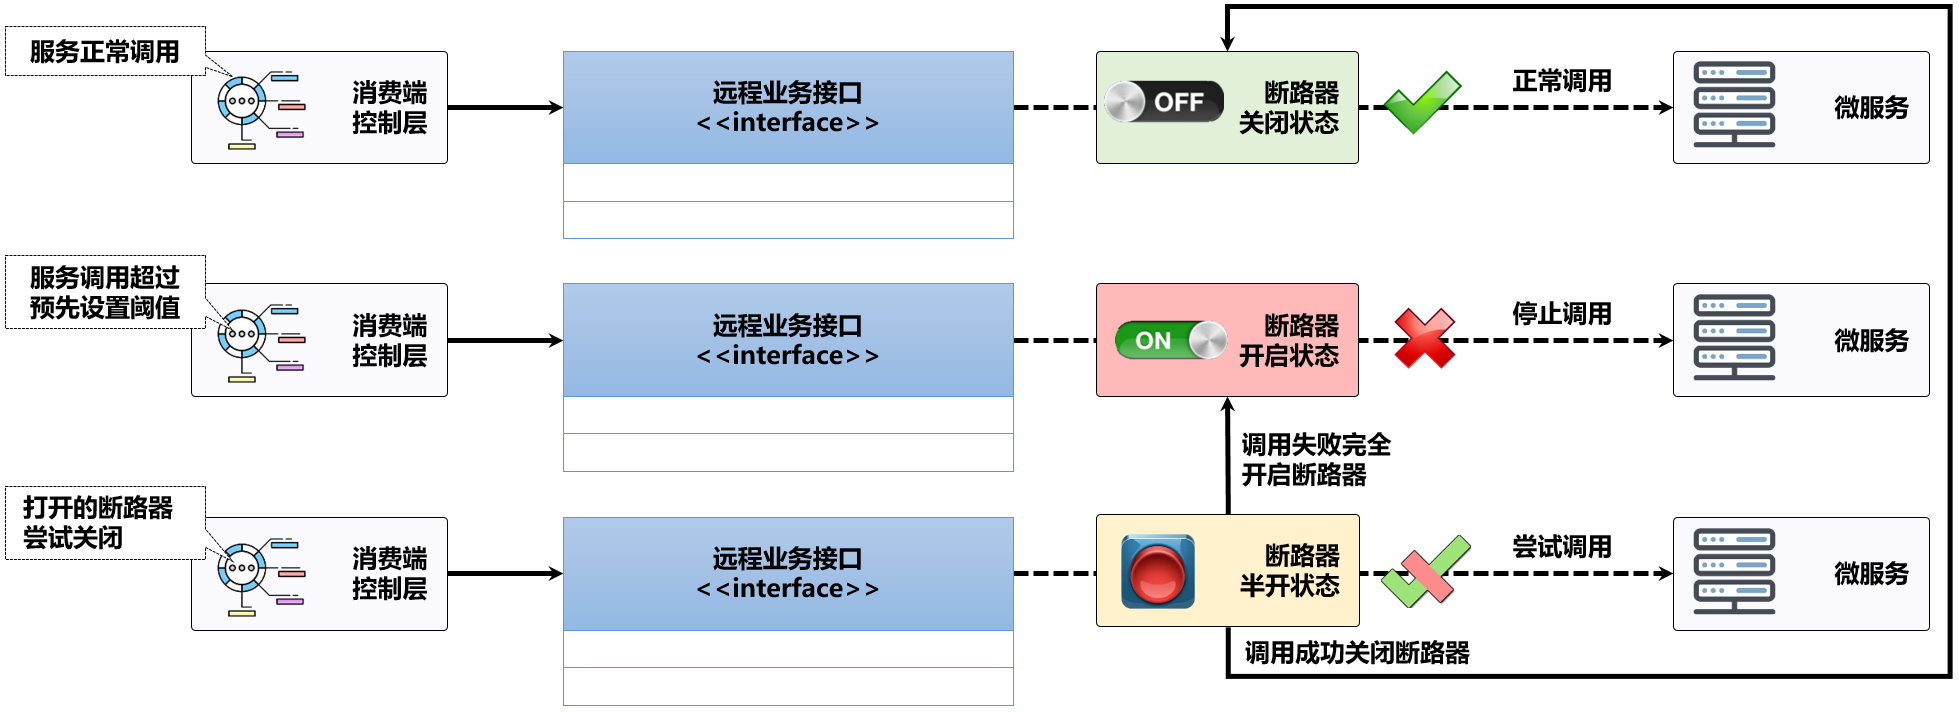 服务正常调用
消费端
控制层
远程业务接口
<<interface>>
OFF
断路器
关闭状态
正常调用
微服务
服务调用超过
预先设置阈值
消费端
控制层
远程业务接口
<<interface>>
ON
断路器
开启状态
停止调用
微服务
调用失败完全
开启断路器
打开的断路器
尝试关闭
消费端
控制层
远程业务接口
<<interface>>
断路器
半开状态
尝试调用
微服务
调用成功关闭断路器